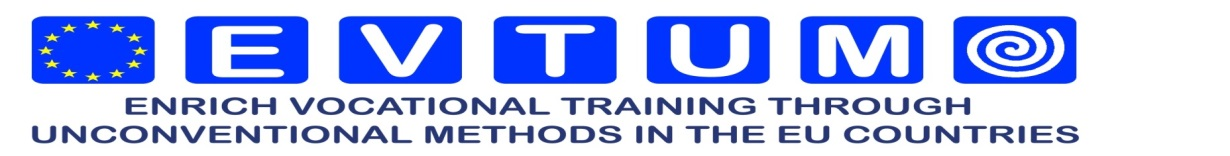 EVTUM
ENRICH VOCATIONAL TRAINING THROUGH
UNCONVENTIONAL METHODS IN THE EU COUNTRIES